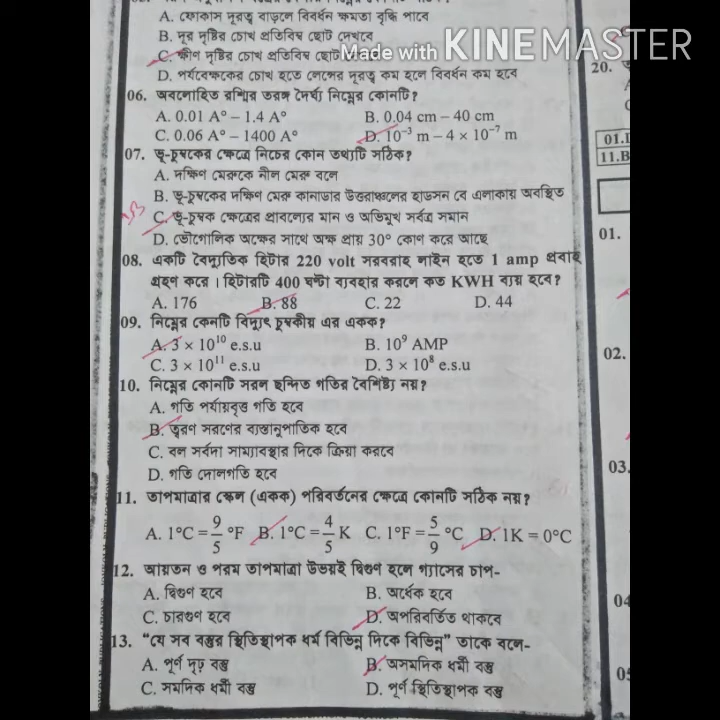 A. ফোকাস দূরত্ব বাড়লে বিবর্ধন ক্ষমতা বৃদ্ধি পাবে
B. দূর দৃষ্টির চোখ প্রতিবিম্ব ছোট দেখবে
C. ক্ষীণ দৃষ্টির চোখ প্রতিবিম্ব ছোট
Made with KINEMASTER
D. পর্যবেক্ষকের চোখ হতে লেন্সের দূরত্ব কম হলে বিবর্ধন কম হবে
06. অবলোহিত রশ্মির তরঙ্গ দৈর্ঘ্য নিম্নের কোনটি?
A. 0.01 A° – 1.4 A° B. 0.04 cm – 40 cm
C. 0.06 A° – 1400 A° D. 10⁻³ m – 4 × 10⁻⁷ m
07. ভূ-চুম্বকের ক্ষেত্রে নিচের কোন তথ্যটি সঠিক?
A. দক্ষিণ মেরুকে নীল মেরু বলে
B. ভূ-চুম্বকের দক্ষিণ মেরু কানাডার উত্তরাঞ্চলের হাডসন বে এলাকায় অবস্থিত
C. ভূ-চুম্বক ক্ষেত্রের প্রাবল্যের মান ও অভিমুখ সর্বত্র সমান
D. ভৌগোলিক অক্ষের সাথে অক্ষ প্রায় 30° কোণ করে আছে
08. একটি বৈদ্যুতিক হিটার 220 volt সরবরাহ লাইন হতে 1 amp প্রবাহ
গ্রহণ করে। হিটারটি 400 ঘন্টা ব্যবহার করলে কত KWH ব্যয় হবে?
A. 176 B. 88 C. 22 D. 44
09. নিম্নের কোনটি বিদ্যুৎ চুম্বকীয় এর একক?
A. 3 × 10¹⁰ e.s.u B. 10⁹ AMP
C. 3 × 10¹¹ e.s.u D. 3 × 10⁸ e.s.u
10. নিম্নের কোনটি সরল ছন্দিত গতির বৈশিষ্ট্য নয়?
A. গতি পর্যায়বৃত্ত গতি হবে
B. ত্বরণ সরণের ব্যস্তানুপাতিক হবে
C. বল সর্বদা সাম্যাবস্থার দিকে ক্রিয়া করবে
D. গতি দোলগতি হবে
11. তাপমাত্রার স্কেল (একক) পরিবর্তনের ক্ষেত্রে কোনটি সঠিক নয়?
A. 1°C = 9/5 °F B. 1°C = 4/5 K C. 1°F = 5/9 °C D. 1K = 0°C
12. আয়তন ও পরম তাপমাত্রা উভয়ই দ্বিগুণ হলে গ্যাসের চাপ-
A. দ্বিগুণ হবে B. অর্ধেক হবে
C. চারগুণ হবে D. অপরিবর্তিত থাকবে
13. “যে সব বস্তুর স্থিতিস্থাপক ধর্ম বিভিন্ন দিকে বিভিন্ন” তাকে বলে-
A. পূর্ণ দৃঢ় বস্তু B. অসমদিক ধর্মী বস্তু
C. সমদিক ধর্মী বস্তু D. পূর্ণ স্থিতিস্থাপক বস্তু
20.
01.
11.B
01.
02.
03.
04
05